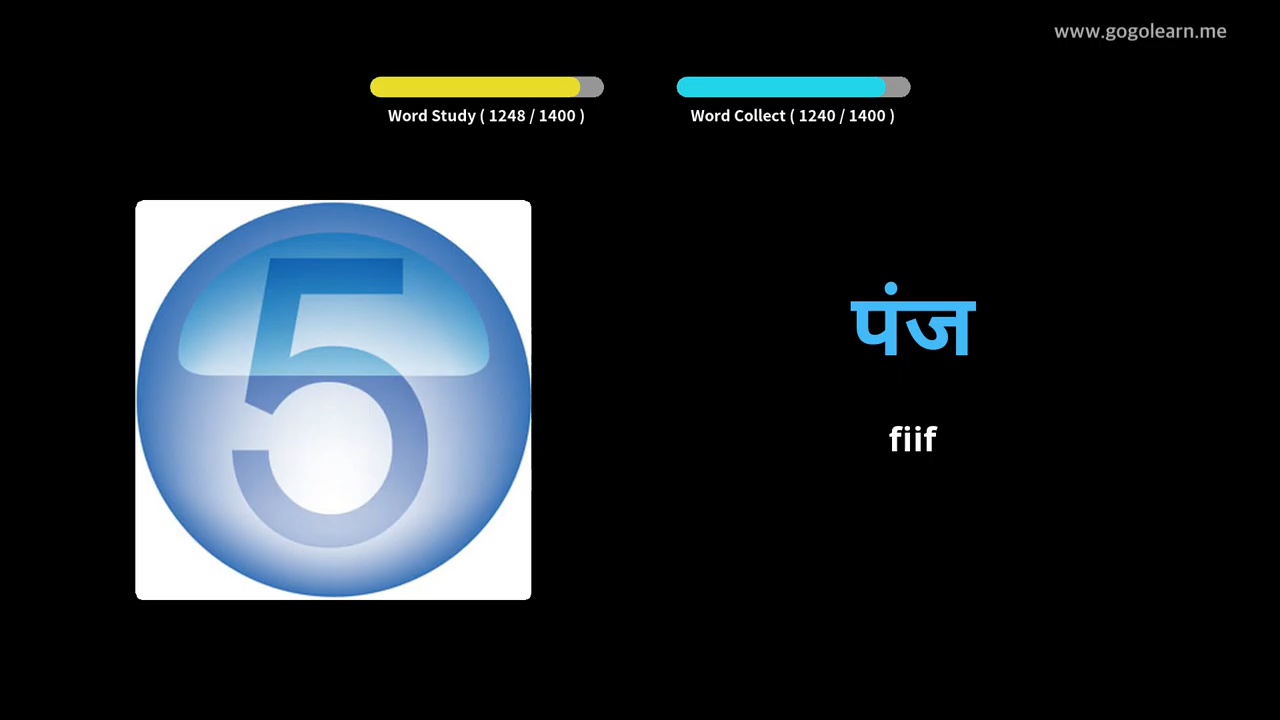 www.gogolearn.me
Word Study ( 1248 / 1400 )
Word Collect ( 1240 / 1400 )
5
पंज
fiif